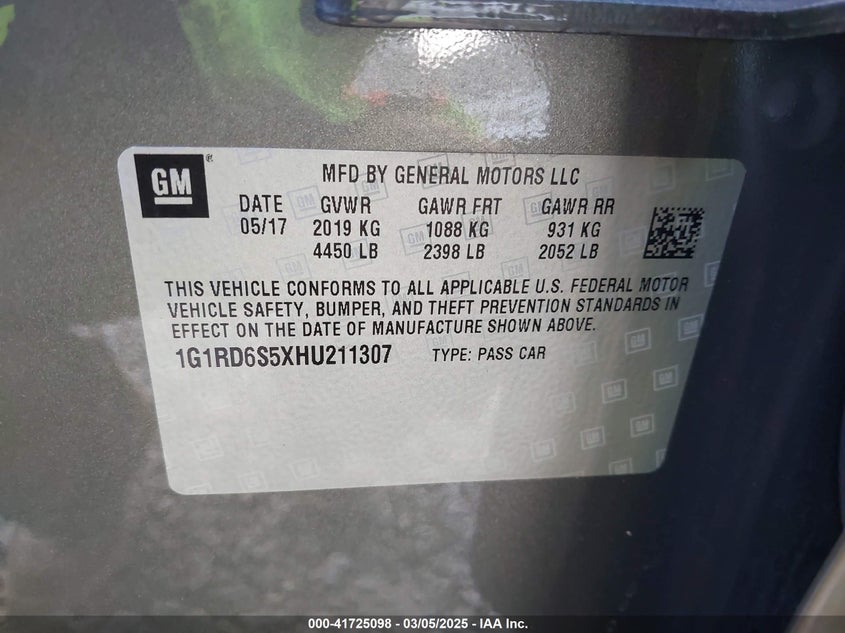 GM®
MFD BY GENERAL MOTORS LLC
DATE GVWR GAWR FRT GAWR RR
05/17 2019 KG 1088 KG 931 KG
4450 LB 2398 LB 2052 LB
THIS VEHICLE CONFORMS TO ALL APPLICABLE U.S. FEDERAL MOTOR
VEHICLE SAFETY, BUMPER, AND THEFT PREVENTION STANDARDS IN
EFFECT ON THE DATE OF MANUFACTURE SHOWN ABOVE.
1G1RD6S5XHU211307 TYPE: PASS CAR
000-41725098 - 03/05/2025 - IAA Inc.